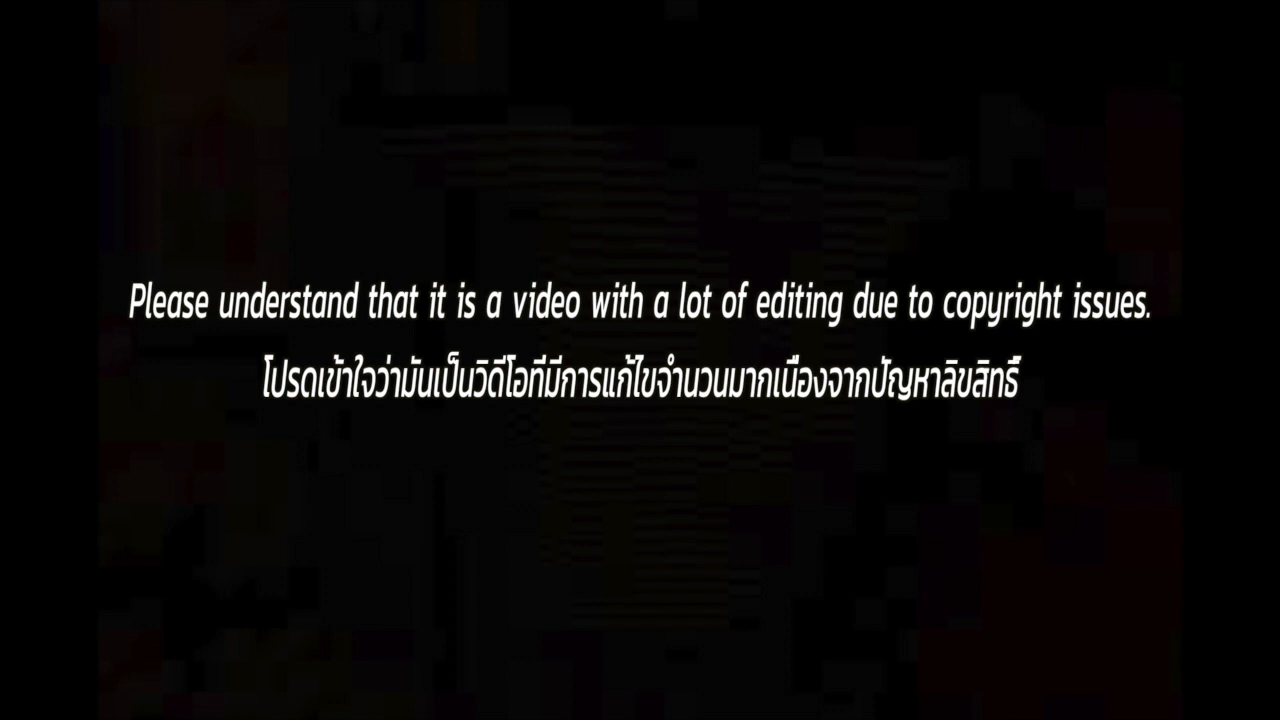 Please understand that it is a video with a lot of editing due to copyright issues.
โปรดเข้าใจว่ามันเป็นวิดีโอที่มีการแก้ไขจำนวนมากเนื่องจากปัญหาลิขสิทธิ์